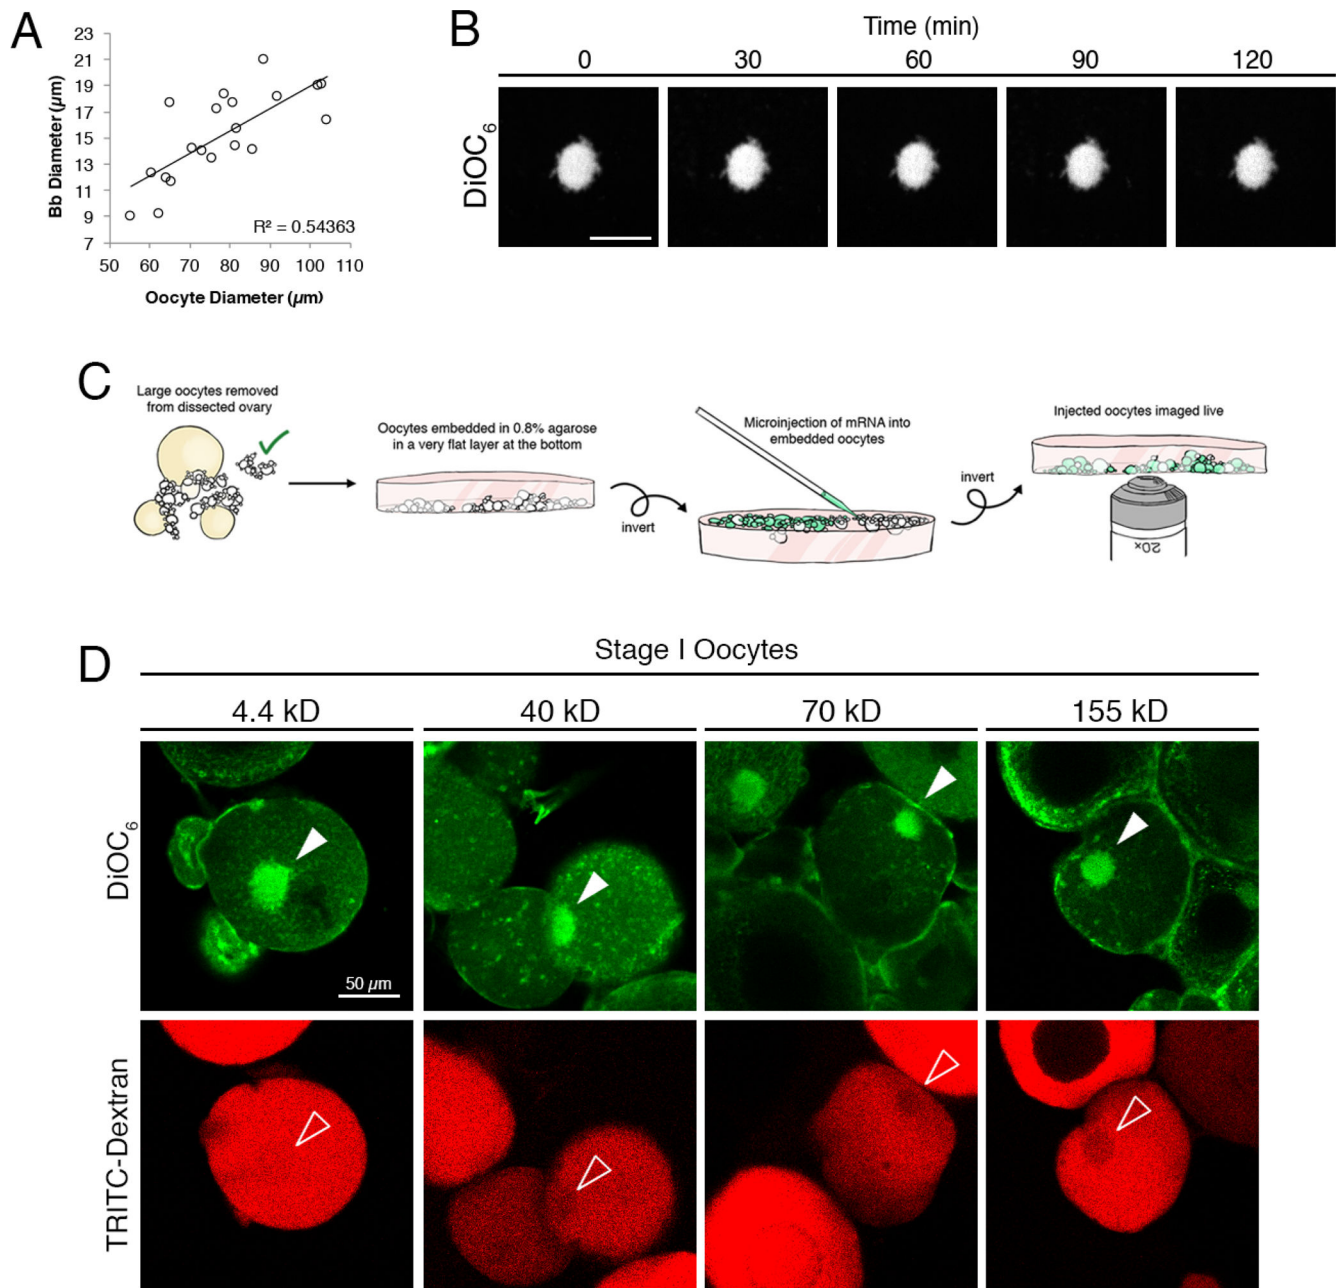 A
23
21
19
17
15
13
11
9
7
Bb Diameter (µm)
R² = 0.54363
50 60 70 80 90 100 110
Oocyte Diameter (µm)
B
Time (min)
0 30 60 90 120
DiOC₆
C
Large oocytes removed
from dissected ovary
Oocytes embedded in 0.8% agarose
in a very flat layer at the bottom
invert
Microinjection of mRNA into
embedded oocytes
invert
Injected oocytes imaged live
20x
D
Stage I Oocytes
4.4 kD 40 kD 70 kD 155 kD
DiOC₆
50 µm
TRITC-Dextran